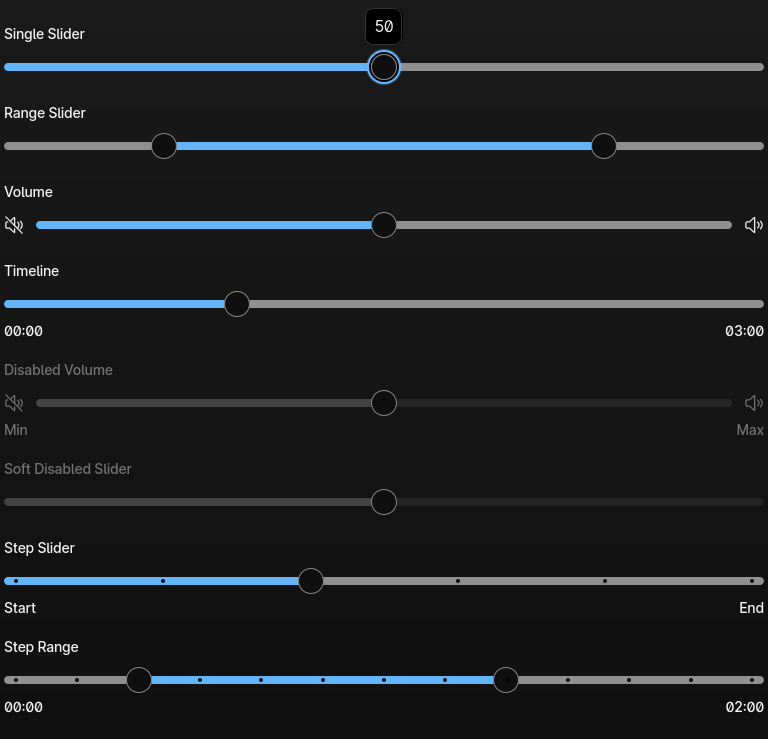 50
Single Slider
Range Slider
Volume
Timeline
00:00 03:00
Disabled Volume
Min Max
Soft Disabled Slider
Step Slider
Start End
Step Range
00:00 02:00